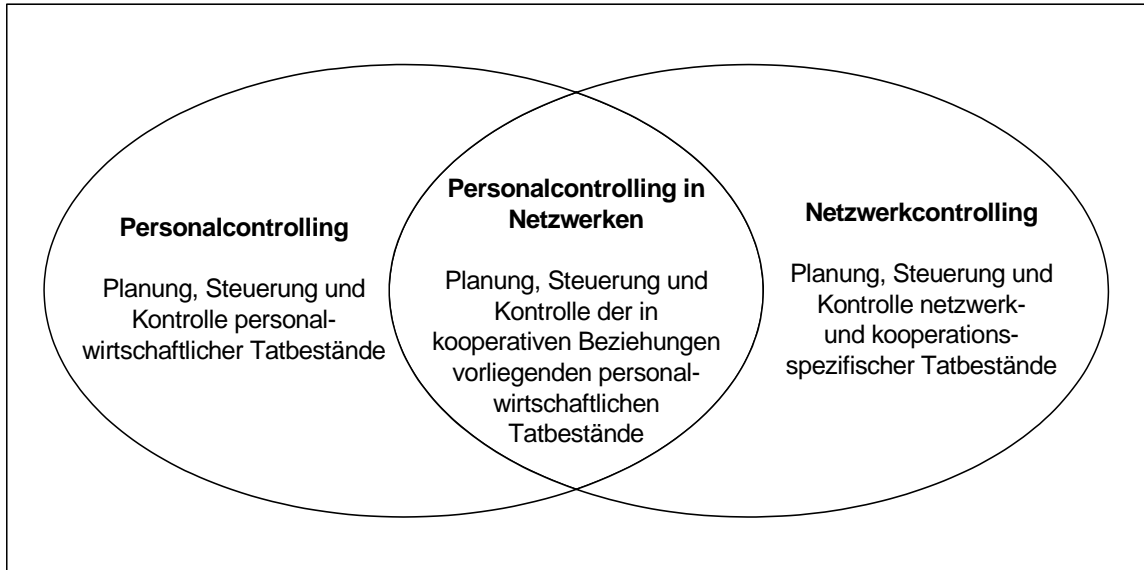 Personalcontrolling
Planung, Steuerung und
Kontrolle personal-
wirtschaftlicher Tatbestände
Personalcontrolling in
Netzwerken
Planung, Steuerung und
Kontrolle der in
kooperativen Beziehungen
vorliegenden personal-
wirtschaftlichen
Tatbestände
Netzwerkcontrolling
Planung, Steuerung und
Kontrolle netzwerk-
und kooperations-
spezifischer Tatbestände